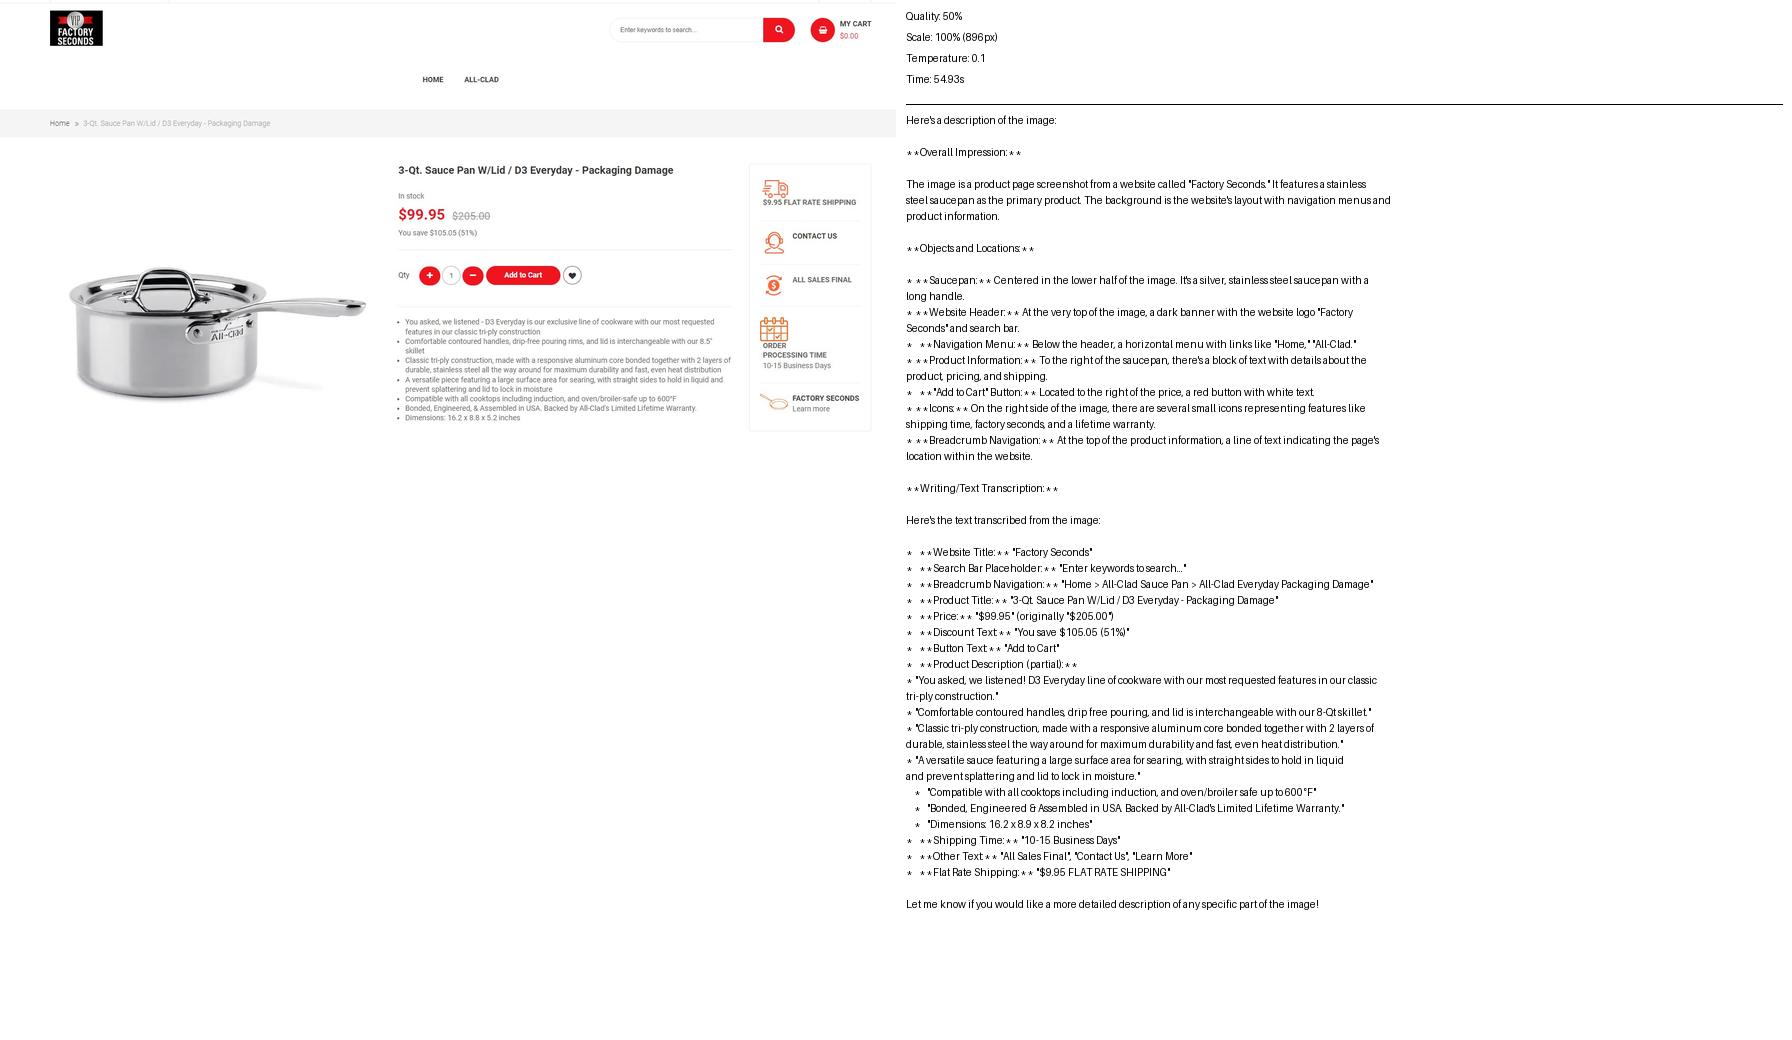 VIP
FACTORY
SECONDS
Enter keywords to search...
MY CART
$0.00
HOME
ALL-CLAD
Home » 3-Qt. Sauce Pan W/Lid / D3 Everyday - Packaging Damage
All-Clad
3-Qt. Sauce Pan W/Lid / D3 Everyday - Packaging Damage
In stock
$99.95 $205.00
You save $105.05 (51%)
Qty + 1 − Add to Cart
• You asked, we listened - D3 Everyday is our exclusive line of cookware with our most requested
features in our classic tri-ply construction
• Comfortable contoured handles, drip-free pouring rims, and lid is interchangeable with our 8.5"
skillet
• Classic tri-ply construction, made with a responsive aluminum core bonded together with 2 layers of
durable, stainless steel all the way around for maximum durability and fast, even heat distribution
• A versatile piece featuring a large surface area for searing, with straight sides to hold in liquid and
prevent splattering and lid to lock in moisture
• Compatible with all cooktops including induction, and oven/broiler-safe up to 600°F
• Bonded, Engineered, & Assembled in USA. Backed by All-Clad's Limited Lifetime Warranty.
• Dimensions: 16.2 x 8.8 x 5.2 inches
$9.95 FLAT RATE SHIPPING
CONTACT US
ALL SALES FINAL
ORDER
PROCESSING TIME
10-15 Business Days
FACTORY SECONDS
Learn more
Quality: 50%
Scale: 100% (896px)
Temperature: 0.1
Time: 54.93s
Here's a description of the image:
**Overall Impression:**
The image is a product page screenshot from a website called "Factory Seconds." It features a stainless
steel saucepan as the primary product. The background is the website's layout with navigation menus and
product information.
**Objects and Locations:**
* **Saucepan:** Centered in the lower half of the image. It's a silver, stainless steel saucepan with a
long handle.
* **Website Header:** At the very top of the image, a dark banner with the website logo "Factory
Seconds" and search bar.
* **Navigation Menu:** Below the header, a horizontal menu with links like "Home," "All-Clad."
* **Product Information:** To the right of the saucepan, there's a block of text with details about the
product, pricing, and shipping.
* **"Add to Cart" Button:** Located to the right of the price, a red button with white text.
* **Icons:** On the right side of the image, there are several small icons representing features like
shipping time, factory seconds, and a lifetime warranty.
* **Breadcrumb Navigation:** At the top of the product information, a line of text indicating the page's
location within the website.
**Writing/Text Transcription:**
Here's the text transcribed from the image:
* **Website Title:** "Factory Seconds"
* **Search Bar Placeholder:** "Enter keywords to search..."
* **Breadcrumb Navigation:** "Home > All-Clad Sauce Pan > All-Clad Everyday Packaging Damage"
* **Product Title:** "3-Qt. Sauce Pan W/Lid / D3 Everyday - Packaging Damage"
* **Price:** "$99.95" (originally "$205.00")
* **Discount Text:** "You save $105.05 (51%)"
* **Button Text:** "Add to Cart"
* **Product Description (partial):**
* "You asked, we listened! D3 Everyday line of cookware with our most requested features in our classic
tri-ply construction."
* "Comfortable contoured handles, drip free pouring, and lid is interchangeable with our 8-Qt skillet."
* "Classic tri-ply construction, made with a responsive aluminum core bonded together with 2 layers of
durable, stainless steel the way around for maximum durability and fast, even heat distribution."
* "A versatile sauce featuring a large surface area for searing, with straight sides to hold in liquid
and prevent splattering and lid to lock in moisture."
* "Compatible with all cooktops including induction, and oven/broiler safe up to 600°F"
* "Bonded, Engineered & Assembled in USA. Backed by All-Clad's Limited Lifetime Warranty."
* "Dimensions: 16.2 x 8.9 x 8.2 inches"
* **Shipping Time:** "10-15 Business Days"
* **Other Text:** "All Sales Final", "Contact Us", "Learn More"
* **Flat Rate Shipping:** "$9.95 FLAT RATE SHIPPING"
Let me know if you would like a more detailed description of any specific part of the image!